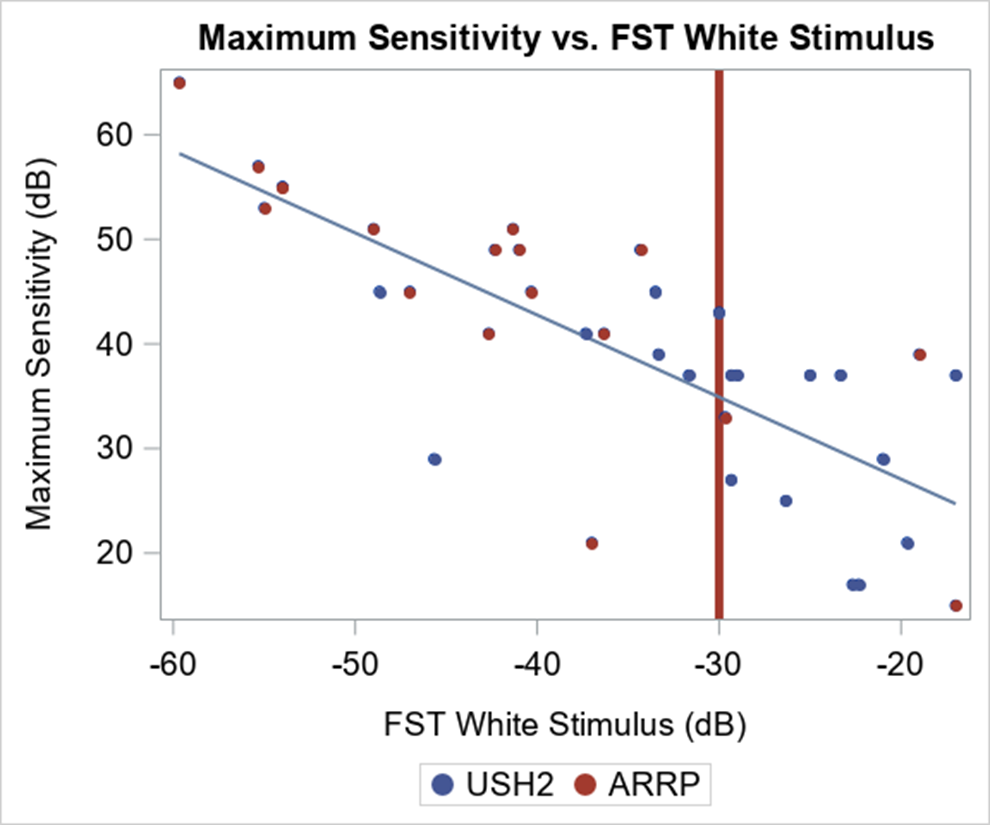 Maximum Sensitivity vs. FST White Stimulus
Maximum Sensitivity (dB)
60
50
40
30
20
-60 -50 -40 -30 -20
FST White Stimulus (dB)
USH2 ARRP